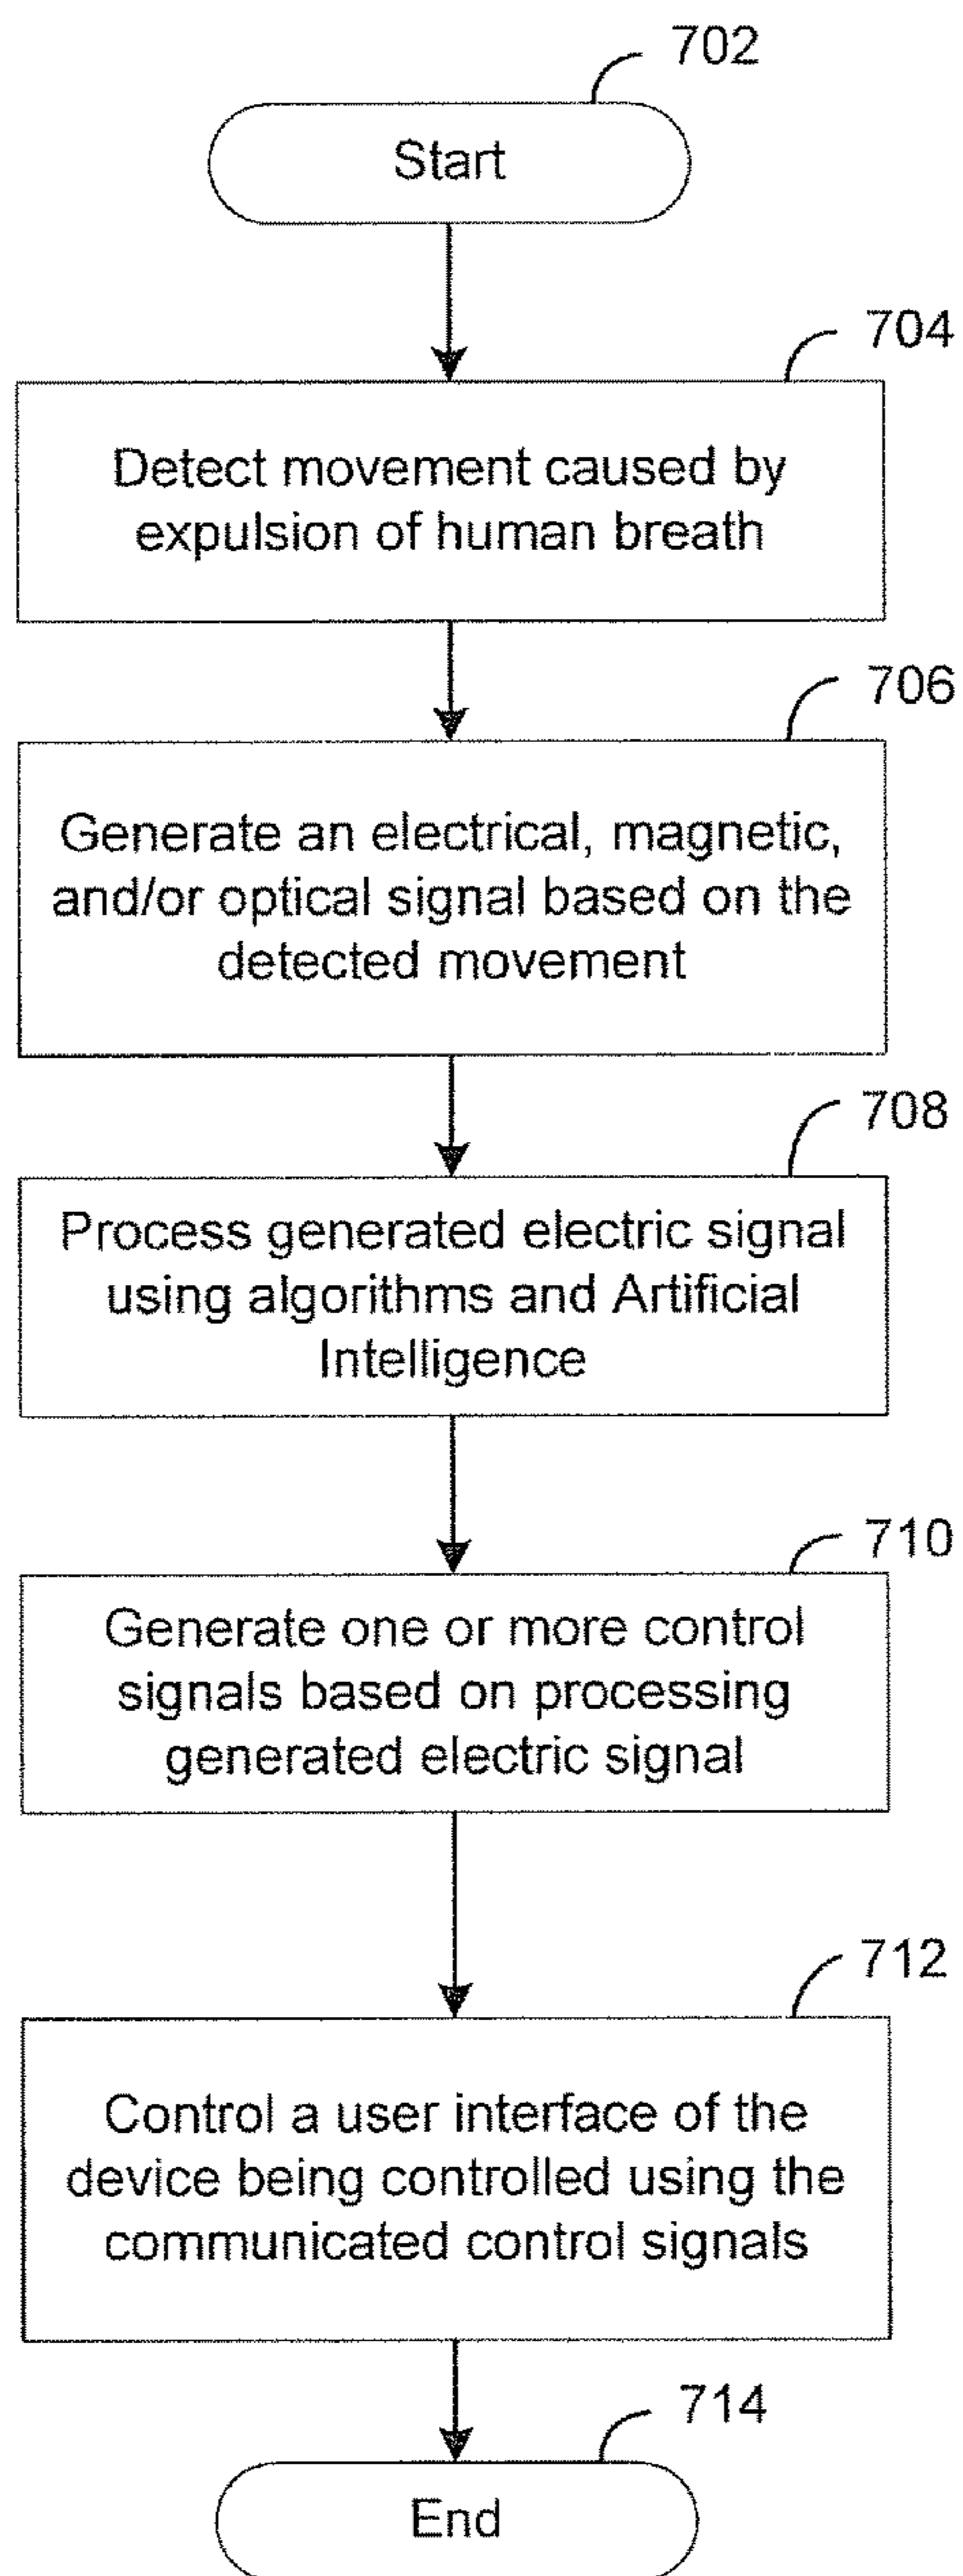 702
Start
704
Detect movement caused by
expulsion of human breath
706
Generate an electrical, magnetic,
and/or optical signal based on the
detected movement
708
Process generated electric signal
using algorithms and Artificial
Intelligence
710
Generate one or more control
signals based on processing
generated electric signal
712
Control a user interface of the
device being controlled using the
communicated control signals
714
End